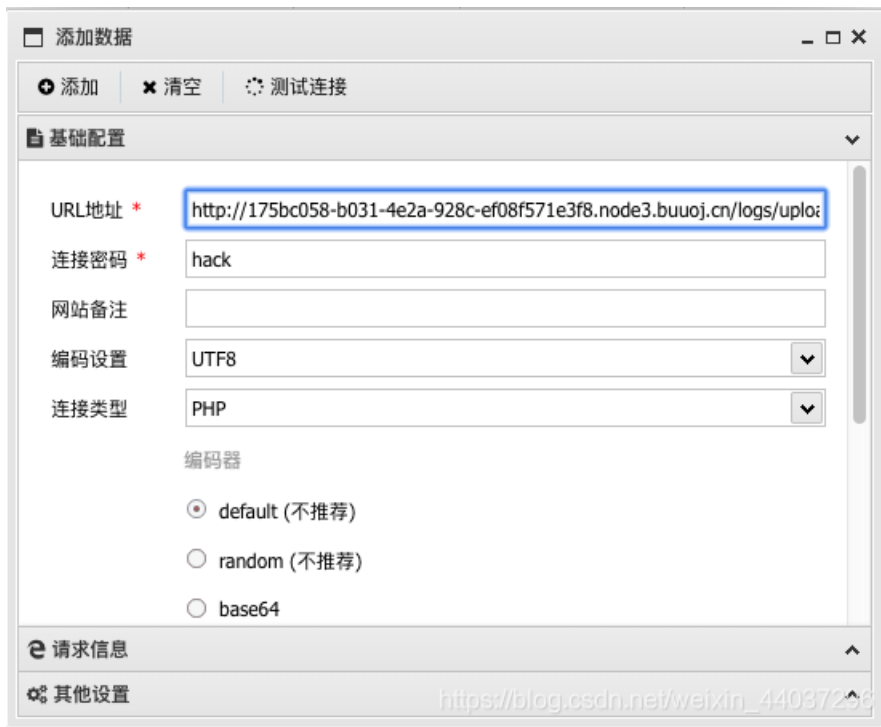 添加数据
添加 清空 测试连接
基础配置
URL地址 * http://175bc058-b031-4e2a-928c-ef08f571e3f8.node3.buuoj.cn/logs/uploa
连接密码 * hack
网站备注
编码设置 UTF8
连接类型 PHP
编码器
default (不推荐)
random (不推荐)
base64
请求信息
其他设置
https://blog.csdn.net/weixin_44037296